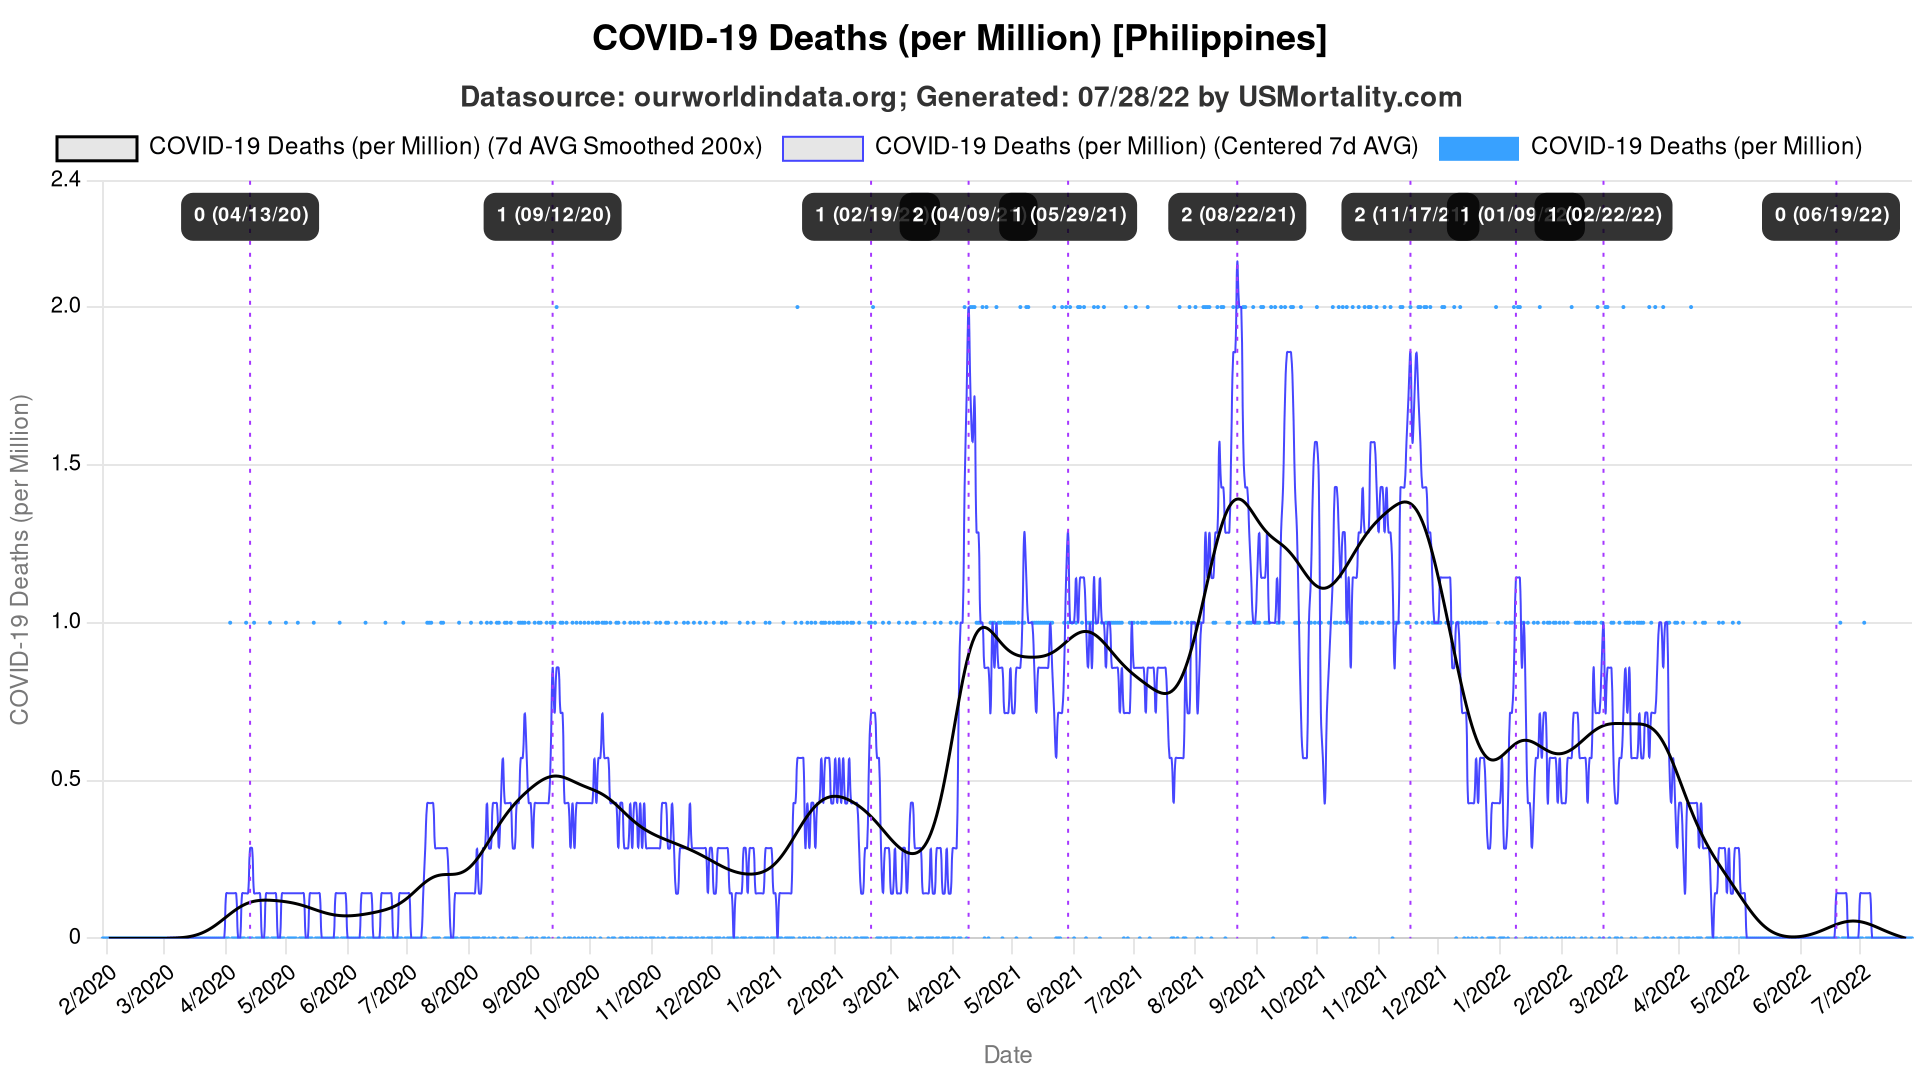 COVID-19 Deaths (per Million) [Philippines]
Datasource: ourworldindata.org; Generated: 07/28/22 by USMortality.com
COVID-19 Deaths (per Million) (7d AVG Smoothed 200x) COVID-19 Deaths (per Million) (Centered 7d AVG) COVID-19 Deaths (per Million)
0 (04/13/20) 1 (09/12/20) 1 (02/19/ 2 (04/09/21) 1 (05/29/21) 2 (08/22/21) 2 (11/17/21) 1 (01/09/ 1 (02/22/22) 0 (06/19/22)
COVID-19 Deaths (per Million)
2.4
2.0
1.5
1.0
0.5
0
2/2020 3/2020 4/2020 5/2020 6/2020 7/2020 8/2020 9/2020 10/2020 11/2020 12/2020 1/2021 2/2021 3/2021 4/2021 5/2021 6/2021 7/2021 8/2021 9/2021 10/2021 11/2021 12/2021 1/2022 2/2022 3/2022 4/2022 5/2022 6/2022 7/2022
Date